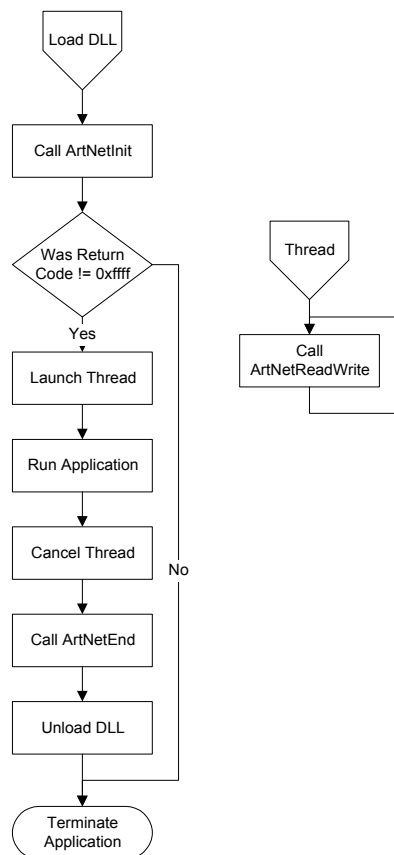 Load DLL
Call ArtNetInit
Was Return
Code != 0xffff
Yes
Launch Thread
Run Application
Cancel Thread
No
Call ArtNetEnd
Unload DLL
Terminate
Application
Thread
Call
ArtNetReadWrite